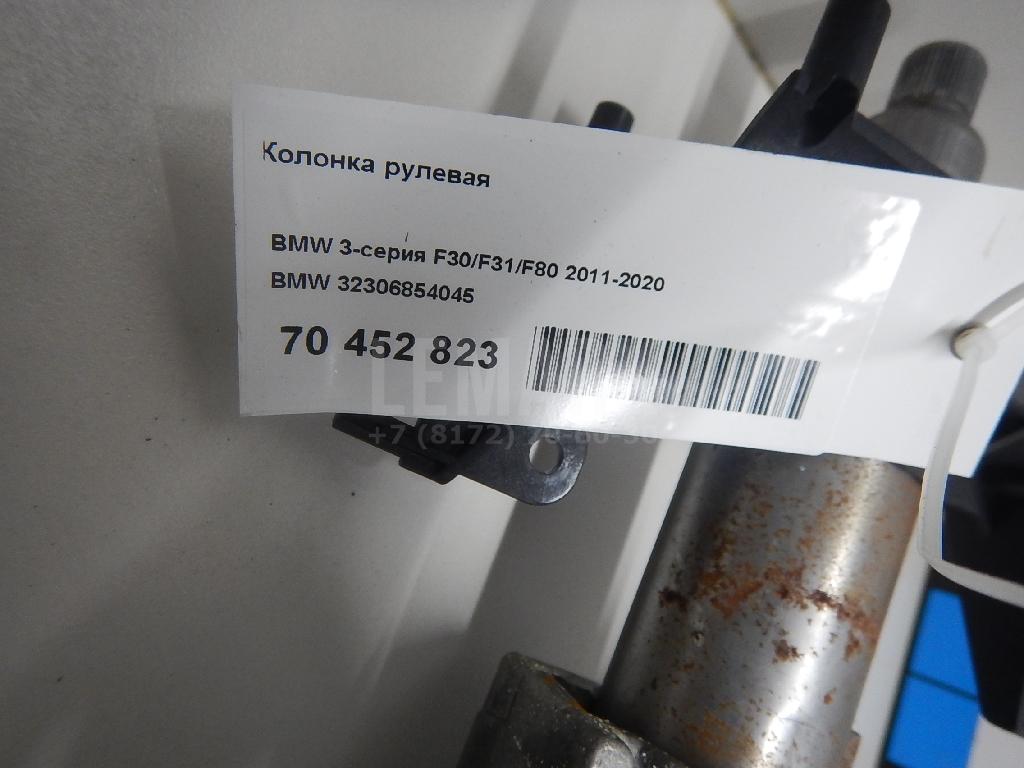 Колонка рулевая
BMW 3-серия F30/F31/F80 2011-2020
BMW 32306854045
70 452 823